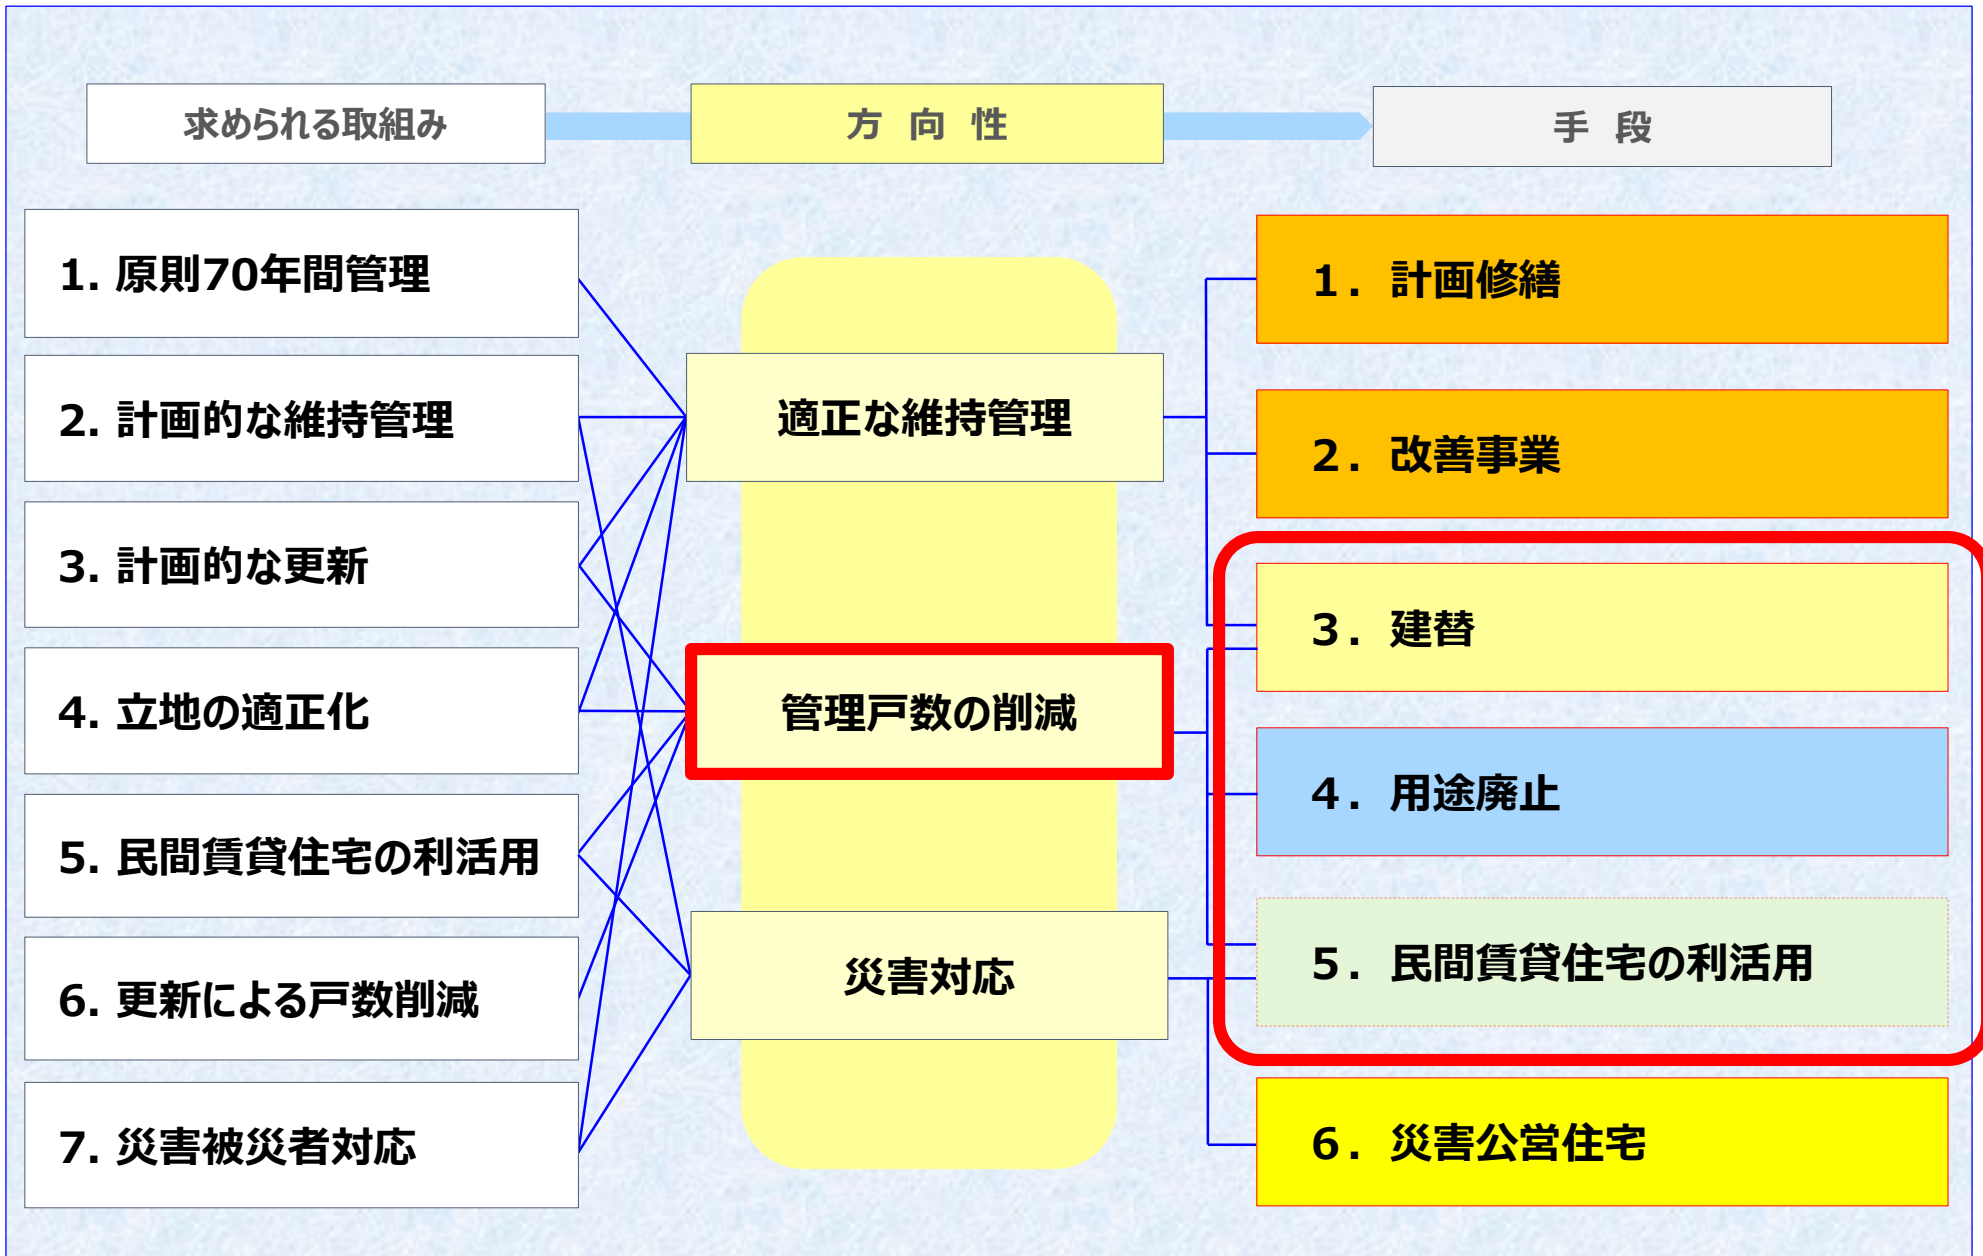 求められる取組み
方 向 性
手 段
1. 原則70年間管理
2. 計画的な維持管理
3. 計画的な更新
4. 立地の適正化
5. 民間賃貸住宅の利活用
6. 更新による戸数削減
7. 災害被災者対応
適正な維持管理
管理戸数の削減
災害対応
１．計画修繕
２．改善事業
３．建替
４．用途廃止
５．民間賃貸住宅の利活用
６．災害公営住宅